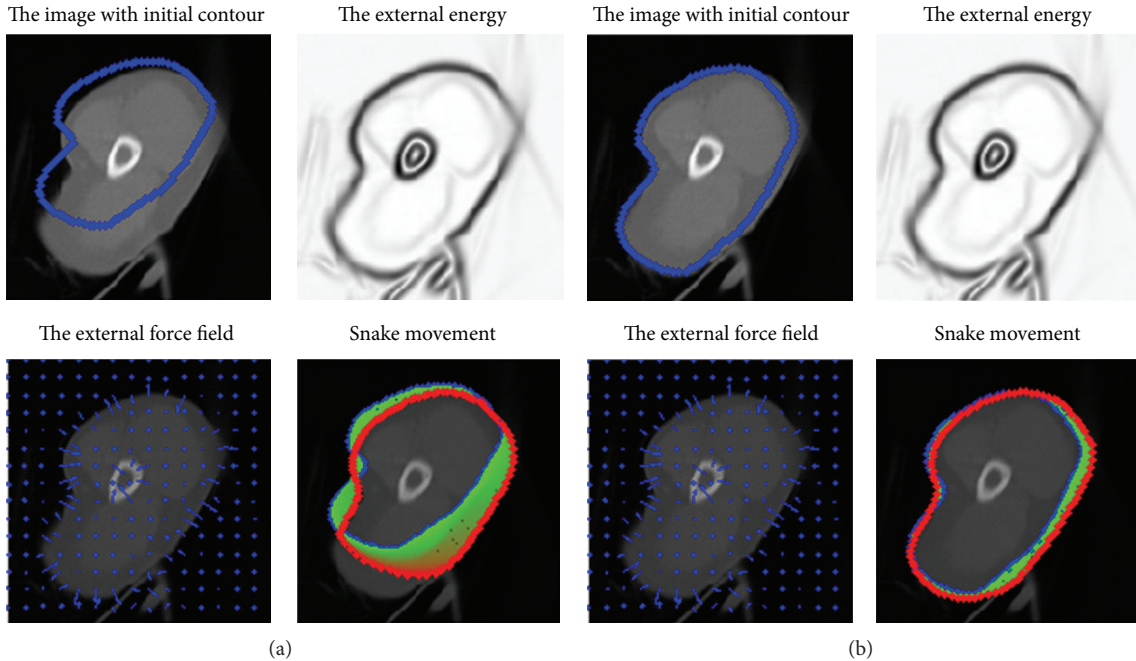 The image with initial contour
The external energy
The image with initial contour
The external energy
The external force field
Snake movement
The external force field
Snake movement
(a)
(b)